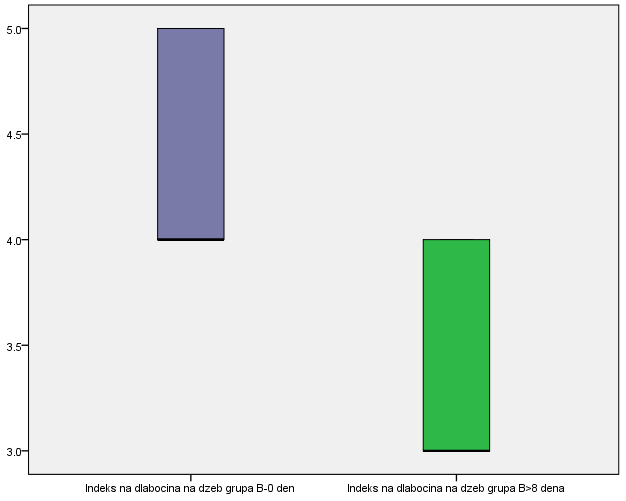 5.0
4.5
4.0
3.5
3.0
Indeks na dlabocina na dzeb grupa B-0 den
Indeks na dlabocina na dzeb grupa B>8 dena